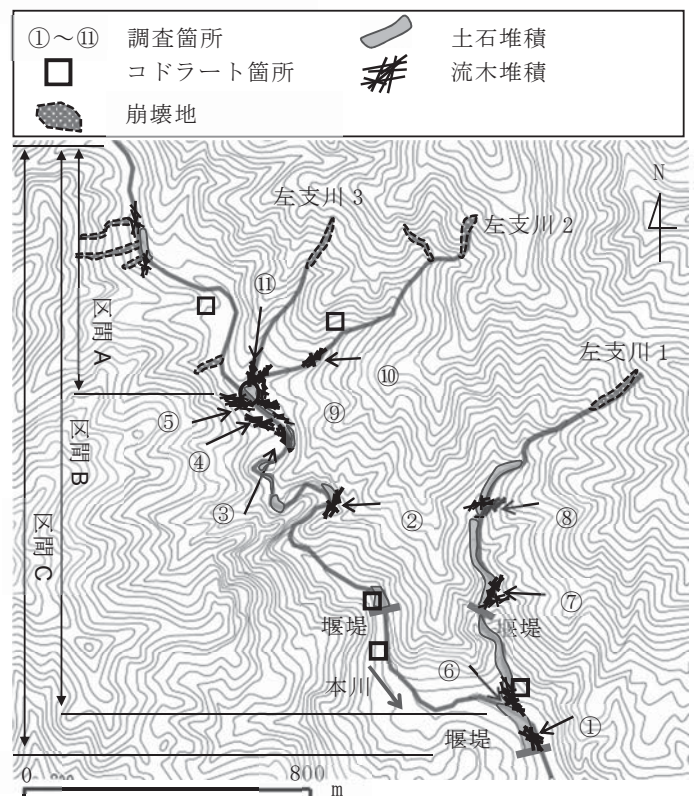 ①～⑪ 調査箇所 土石堆積
コドラート箇所 流木堆積
崩壊地
N
左支川 3
左支川 2
⑪
区間 A
左支川 1
⑩
⑨
⑤
④
区間 B
③
②
⑧
区間 C
⑦
堰堤
堤
⑥
本川
①
堰堤
0 800 m